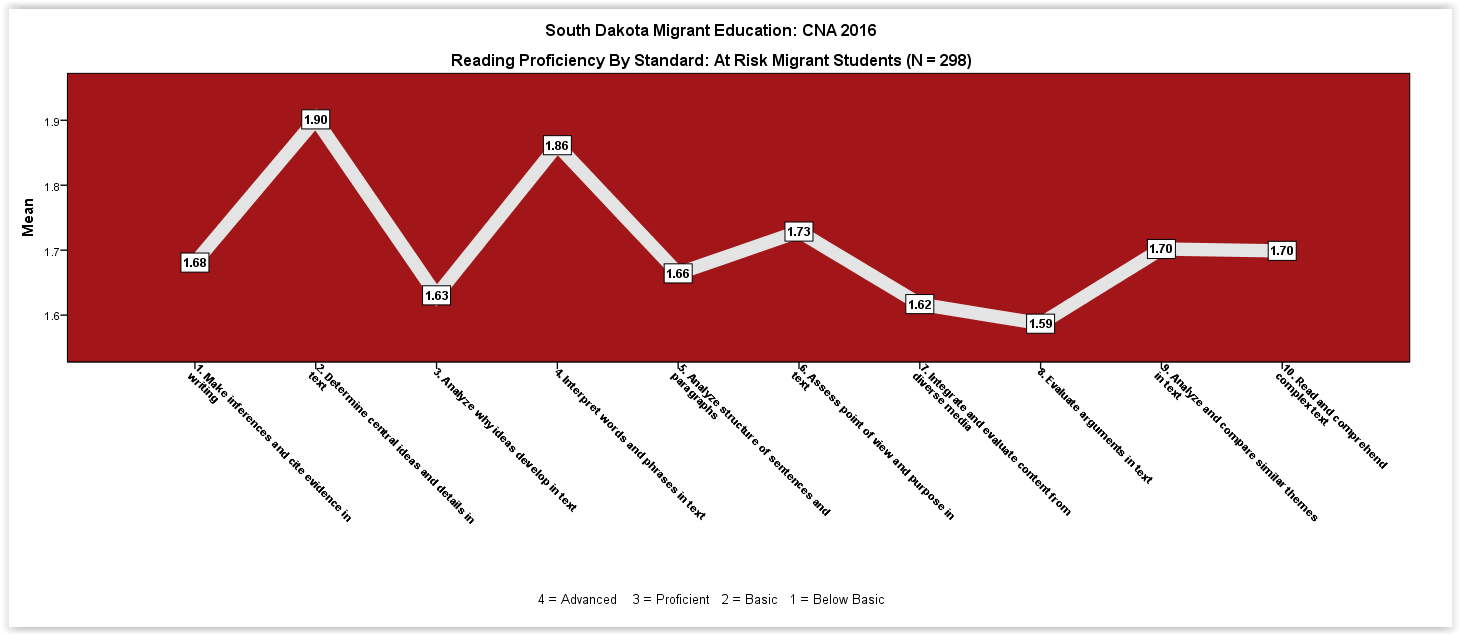 South Dakota Migrant Education: CNA 2016
Reading Proficiency By Standard: At Risk Migrant Students (N = 298)
Mean
1.9
1.8
1.7
1.6
1.68
1.90
1.63
1.86
1.66
1.73
1.62
1.59
1.70
1.70
1. Make inferences and cite evidence in
writing
2. Determine central ideas and details in
text
3. Analyze why ideas develop in text
4. Interpret words and phrases in text
5. Analyze structure of sentences and
paragraphs
6. Assess point of view and purpose in
text
7. Integrate and evaluate content from
diverse media
8. Evaluate arguments in text
9. Analyze and compare similar themes
in text
10. Read and comprehend
complex text
4 = Advanced 3 = Proficient 2 = Basic 1 = Below Basic